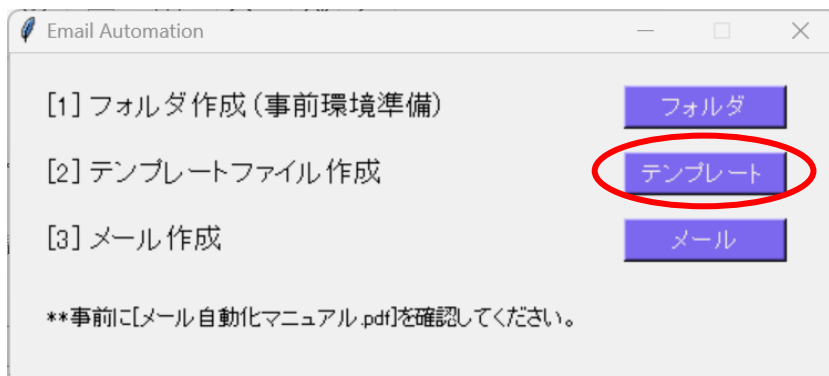 Email Automation
[1] フォルダ作成(事前環境準備) フォルダ
[2] テンプレートファイル作成 テンプレート
[3] メール作成 メール
**事前に[メール自動化マニュアル.pdf]を確認してください。